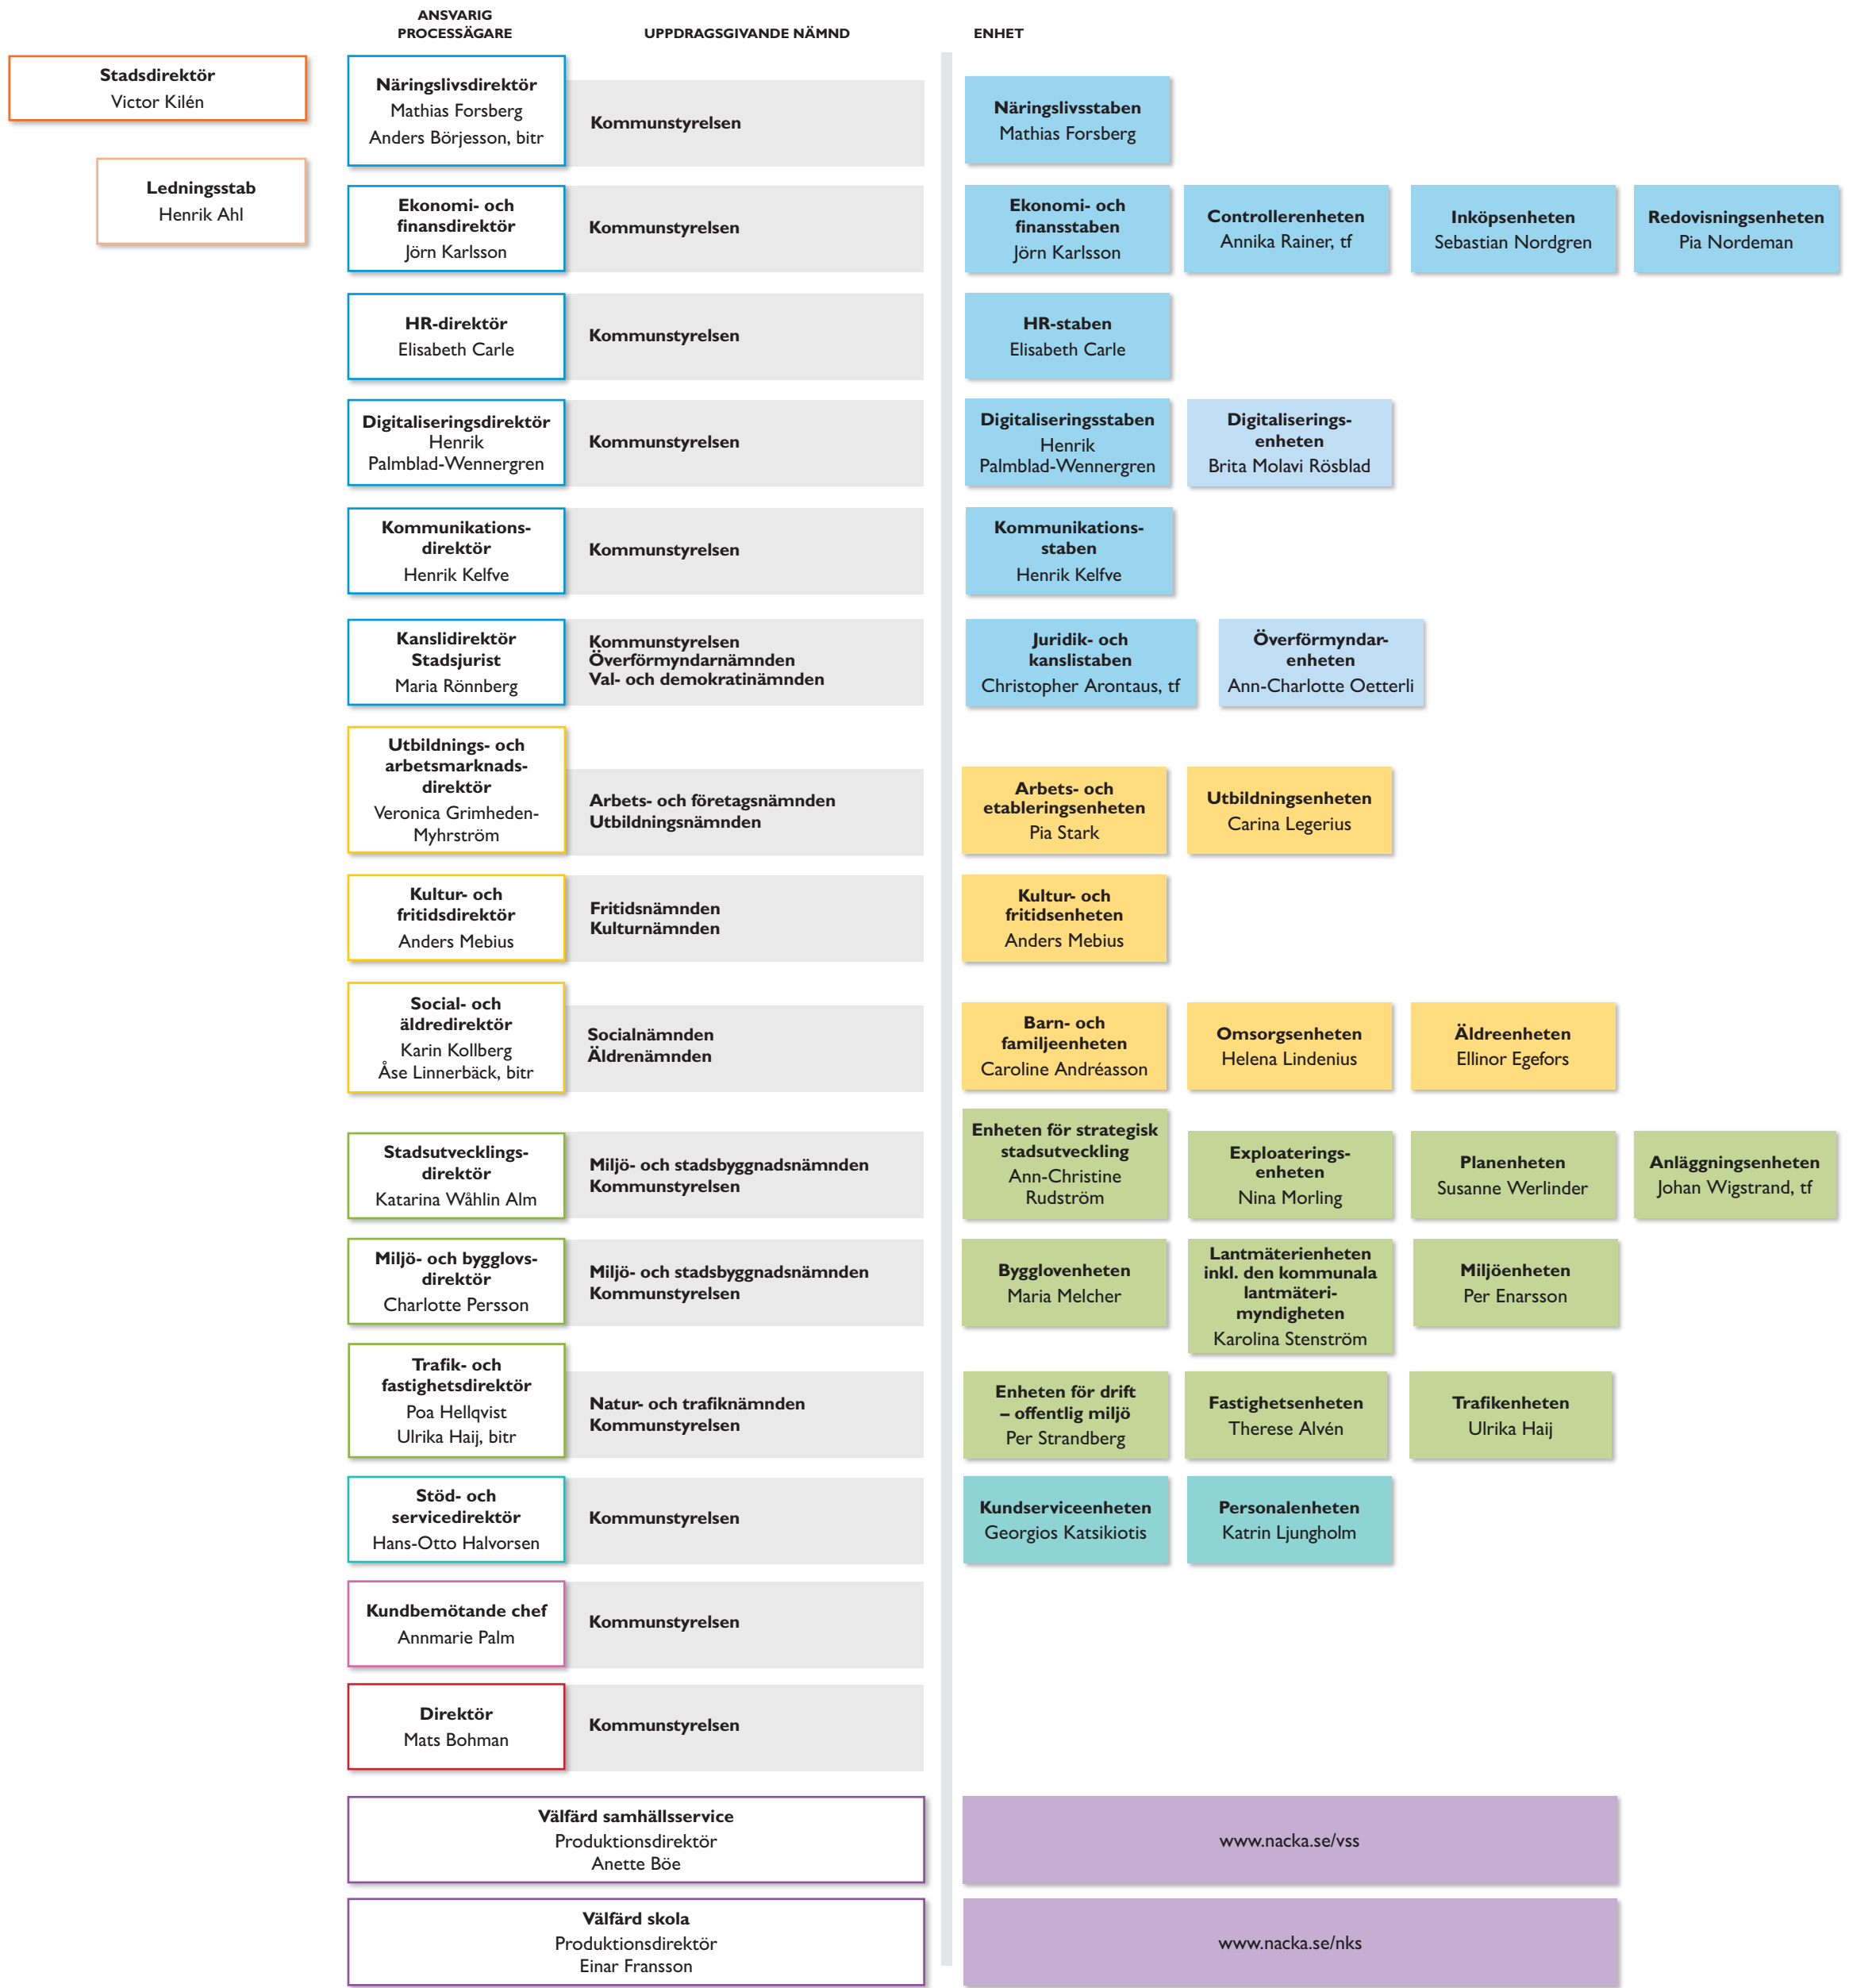 ANSVARIG
PROCESSÄGARE
UPPDRAGSGIVANDE NÄMND
ENHET
Stadsdirektör
Victor Kilén
Ledningsstab
Henrik Ahl
Näringslivsdirektör
Mathias Forsberg
Anders Börjesson, bitr
Kommunstyrelsen
Näringslivsstaben
Mathias Forsberg
Ekonomi- och
finansdirektör
Jörn Karlsson
Kommunstyrelsen
Ekonomi- och
finansstaben
Jörn Karlsson
Controllerenheten
Annika Rainer, tf
Inköpsenheten
Sebastian Nordgren
Redovisningsenheten
Pia Nordeman
HR-direktör
Elisabeth Carle
Kommunstyrelsen
HR-staben
Elisabeth Carle
Digitaliseringsdirektör
Henrik
Palmblad-Wennergren
Kommunstyrelsen
Digitaliseringsstaben
Henrik
Palmblad-Wennergren
Digitaliserings-
enheten
Brita Molavi Rösblad
Kommunikations-
direktör
Henrik Kelfve
Kommunstyrelsen
Kommunikations-
staben
Henrik Kelfve
Kanslidirektör
Stadsjurist
Maria Rönnberg
Kommunstyrelsen
Överförmyndarnämnden
Val- och demokratinämnden
Juridik- och
kanslistaben
Christopher Arontaus, tf
Överförmyndar-
enheten
Ann-Charlotte Oetterli
Utbildnings- och
arbetsmarknads-
direktör
Veronica Grimheden-
Myhrström
Arbets- och företagsnämnden
Utbildningsnämnden
Arbets- och
etableringsenheten
Pia Stark
Utbildningsenheten
Carina Legerius
Kultur- och
fritidsdirektör
Anders Mebius
Fritidsnämnden
Kulturnämnden
Kultur- och
fritidsenheten
Anders Mebius
Social- och
äldredirektör
Karin Kollberg
Åse Linnerbäck, bitr
Socialnämnden
Äldrenämnden
Barn- och
familjeenheten
Caroline Andréasson
Omsorgsenheten
Helena Lindenius
Äldreenheten
Ellinor Egefors
Stadsutvecklings-
direktör
Katarina Wåhlin Alm
Miljö- och stadsbyggnadsnämnden
Kommunstyrelsen
Enheten för strategisk
stadsutveckling
Ann-Christine
Rudström
Exploaterings-
enheten
Nina Morling
Planenheten
Susanne Werlinder
Anläggningsenheten
Johan Wigstrand, tf
Miljö- och bygglovs-
direktör
Charlotte Persson
Miljö- och stadsbyggnadsnämnden
Kommunstyrelsen
Bygglovenheten
Maria Melcher
Lantmäterienheten
inkl. den kommunala
lantmäteri-
myndigheten
Karolina Stenström
Miljöenheten
Per Enarsson
Trafik- och
fastighetsdirektör
Poa Hellqvist
Ulrika Haij, bitr
Natur- och trafiknämnden
Kommunstyrelsen
Enheten för drift
– offentlig miljö
Per Strandberg
Fastighetsenheten
Therese Alvén
Trafikenheten
Ulrika Haij
Stöd- och
servicedirektör
Hans-Otto Halvorsen
Kommunstyrelsen
Kundserviceenheten
Georgios Katsikiotis
Personalenheten
Katrin Ljungholm
Kundbemötande chef
Annmarie Palm
Kommunstyrelsen
Direktör
Mats Bohman
Kommunstyrelsen
Välfärd samhällsservice
Produktionsdirektör
Anette Böe
www.nacka.se/vss
Välfärd skola
Produktionsdirektör
Einar Fransson
www.nacka.se/nks